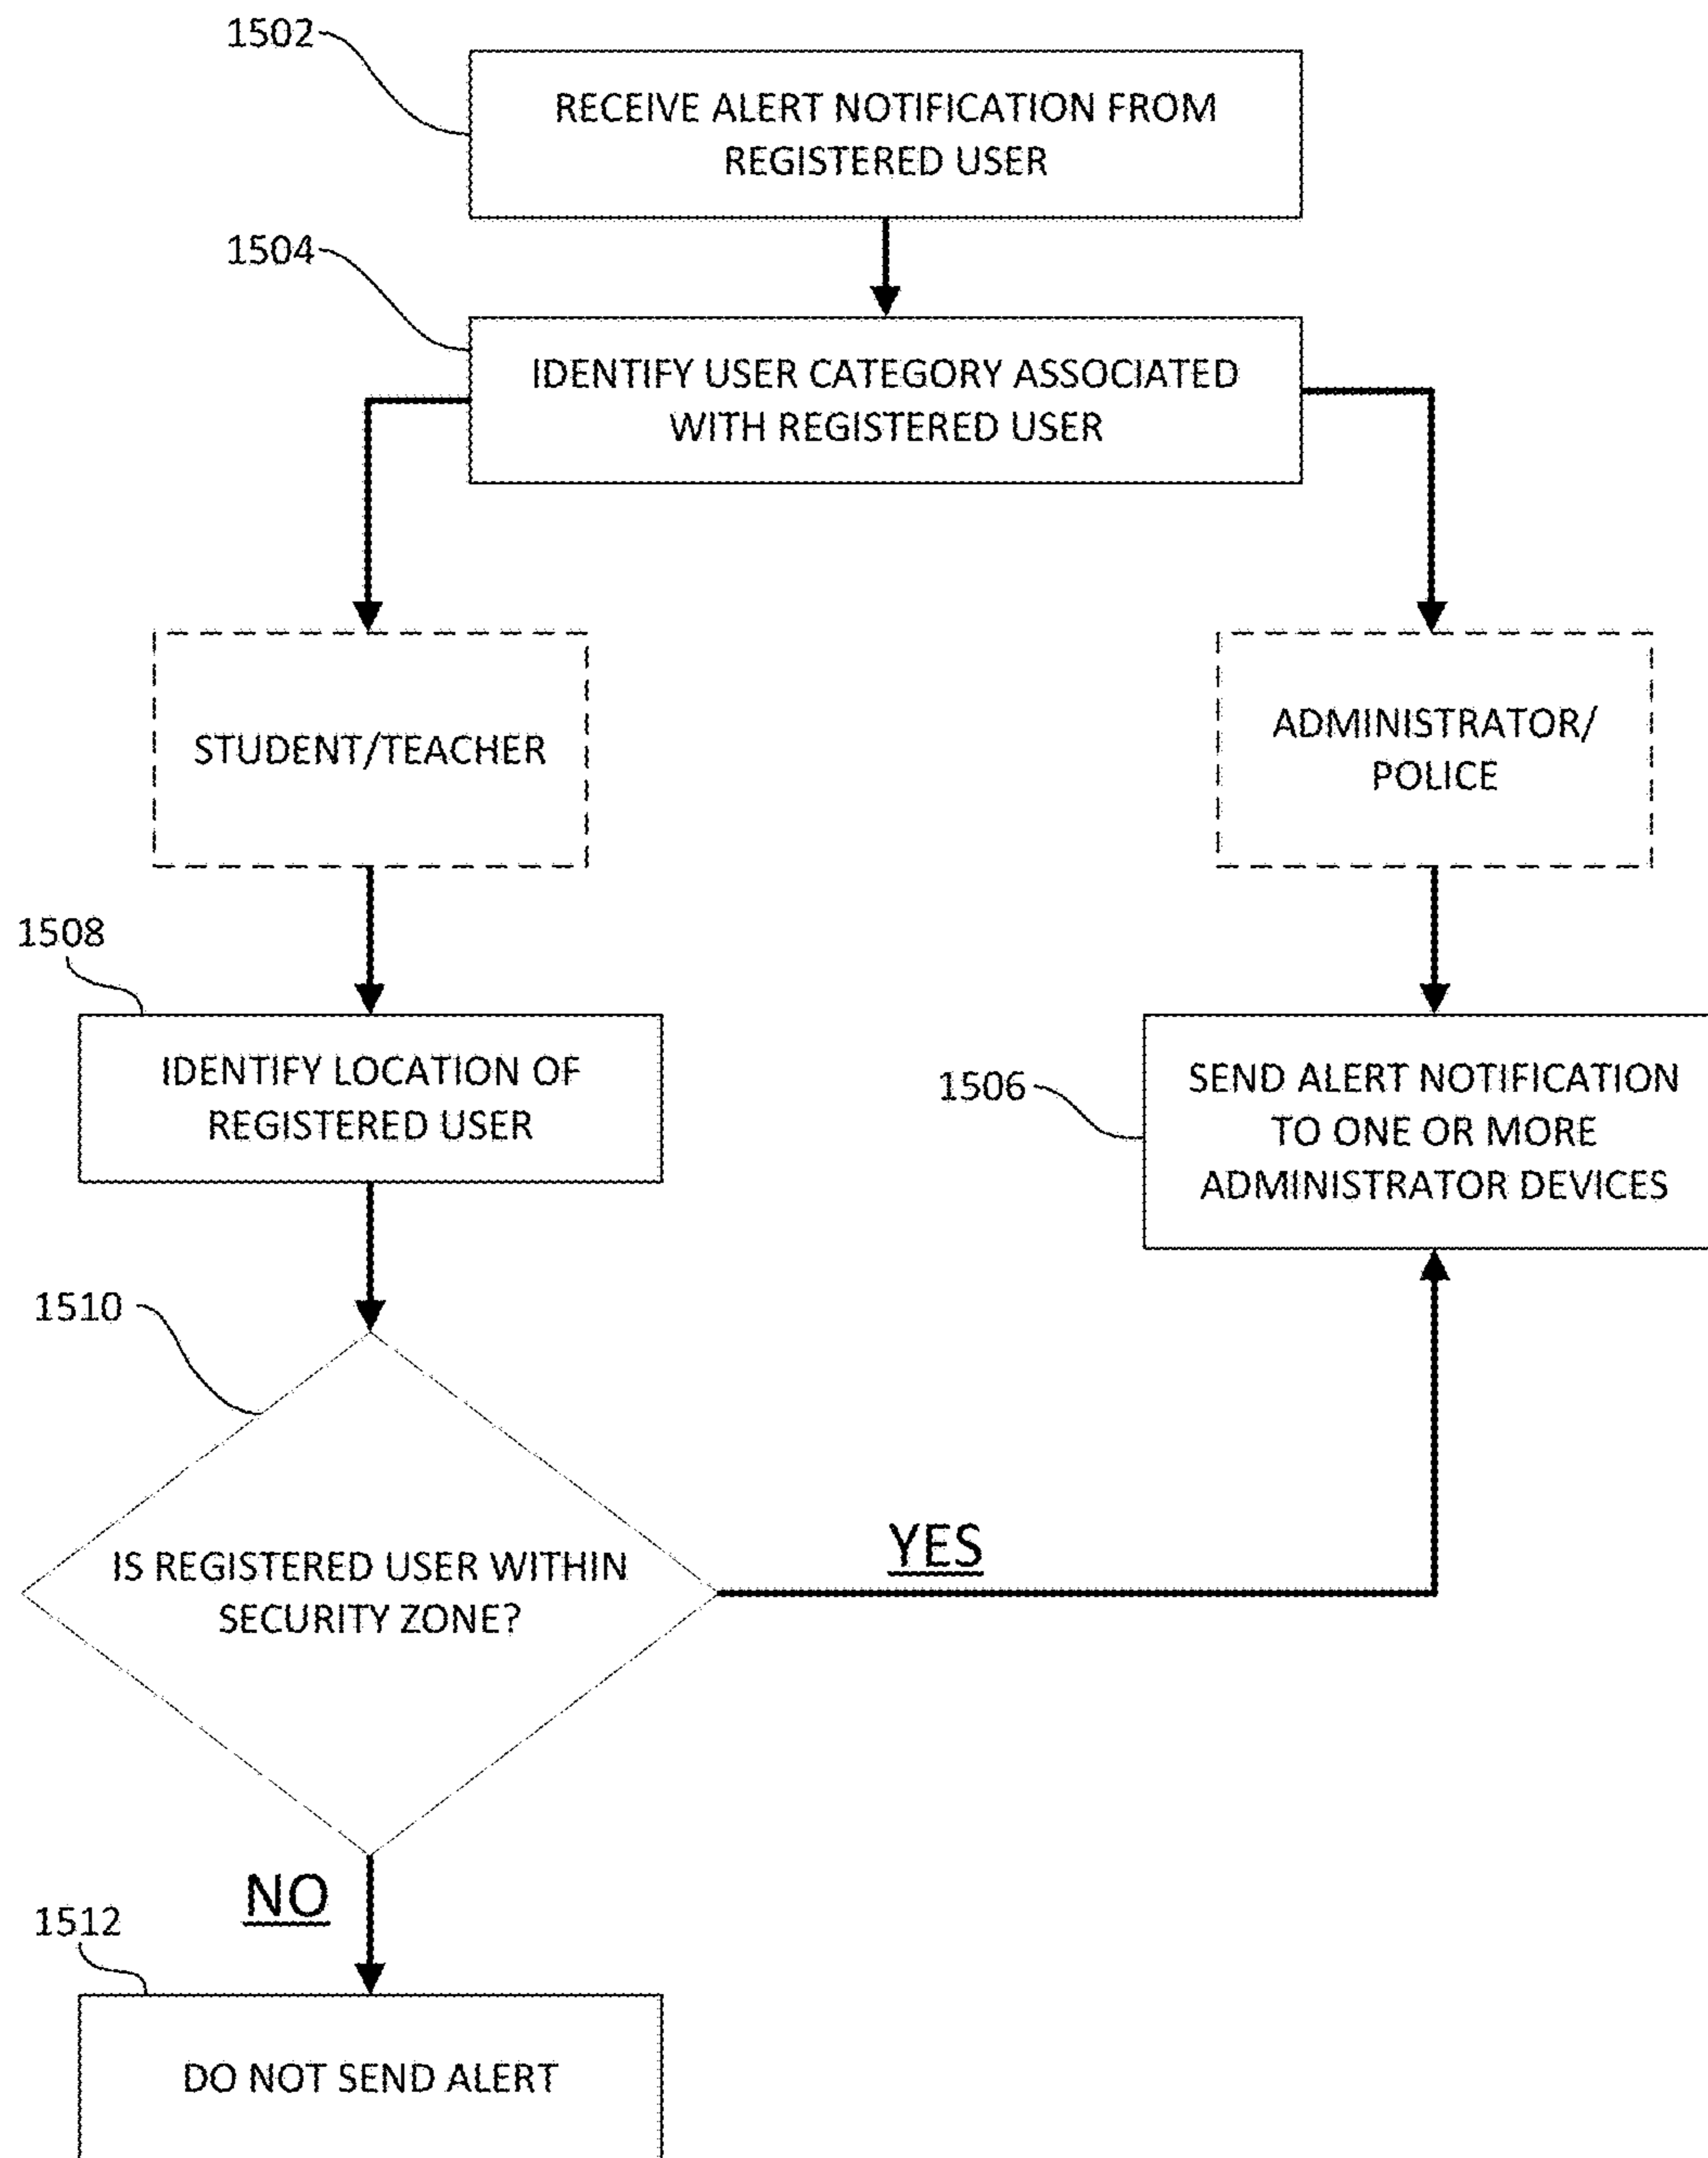 1502
RECEIVE ALERT NOTIFICATION FROM
REGISTERED USER
1504
IDENTIFY USER CATEGORY ASSOCIATED
WITH REGISTERED USER
STUDENT/TEACHER
ADMINISTRATOR/
POLICE
1508
IDENTIFY LOCATION OF
REGISTERED USER
1506
SEND ALERT NOTIFICATION
TO ONE OR MORE
ADMINISTRATOR DEVICES
1510
IS REGISTERED USER WITHIN
SECURITY ZONE?
YES
NO
1512
DO NOT SEND ALERT